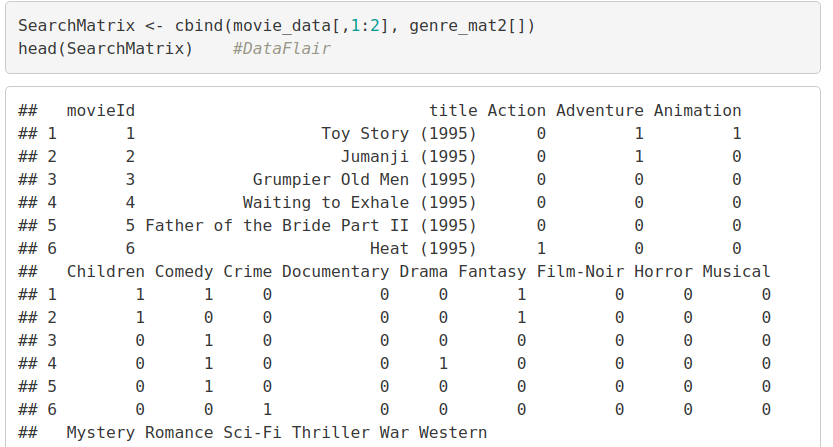 SearchMatrix <- cbind(movie_data[,1:2], genre_mat2[])
head(SearchMatrix)    #DataFlair
##   movieId                              title Action Adventure Animation
## 1       1                   Toy Story (1995)      0         1         1
## 2       2                     Jumanji (1995)      0         1         0
## 3       3            Grumpier Old Men (1995)      0         0         0
## 4       4           Waiting to Exhale (1995)      0         0         0
## 5       5 Father of the Bride Part II (1995)      0         0         0
## 6       6                        Heat (1995)      1         0         0
##   Children Comedy Crime Documentary Drama Fantasy Film-Noir Horror Musical
## 1        1      1     0           0     0       1         0      0       0
## 2        1      0     0           0     0       1         0      0       0
## 3        0      1     0           0     0       0         0      0       0
## 4        0      1     0           0     1       0         0      0       0
## 5        0      1     0           0     0       0         0      0       0
## 6        0      0     1           0     0       0         0      0       0
##   Mystery Romance Sci-Fi Thriller War Western